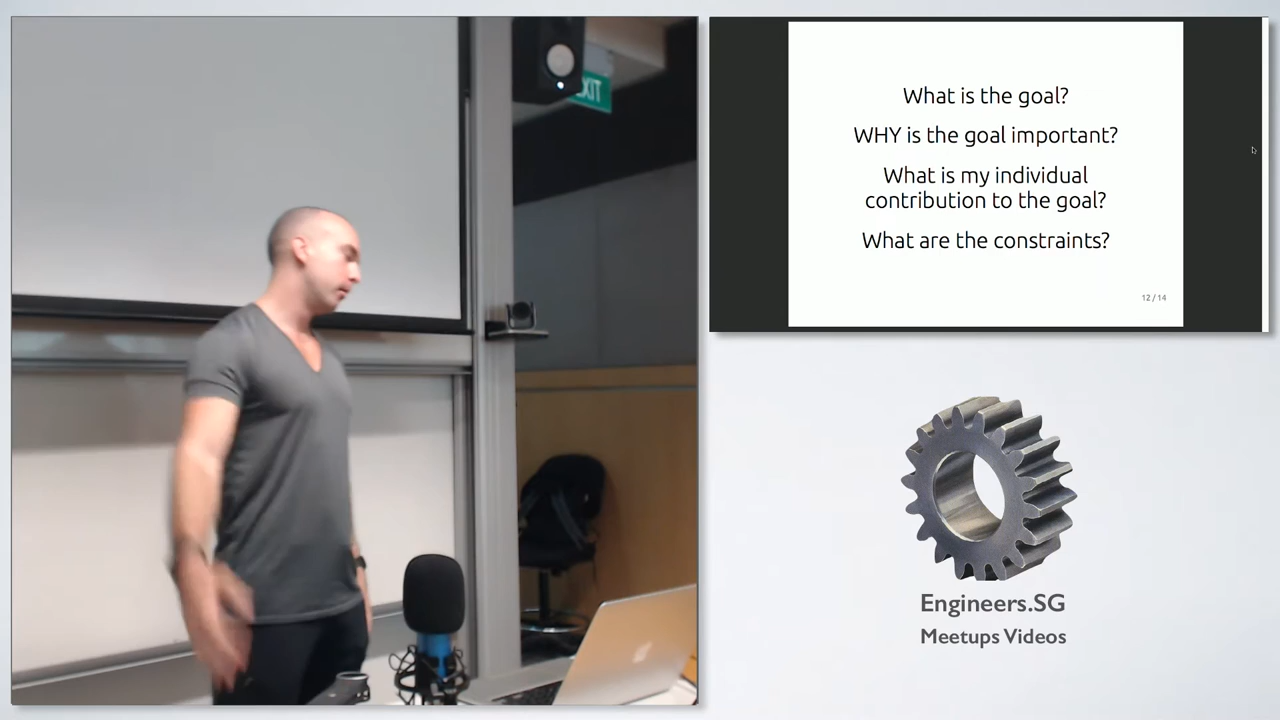 EXIT
What is the goal?
WHY is the goal important?
What is my individual
contribution to the goal?
What are the constraints?
12 / 14
Engineers.SG
Meetups Videos